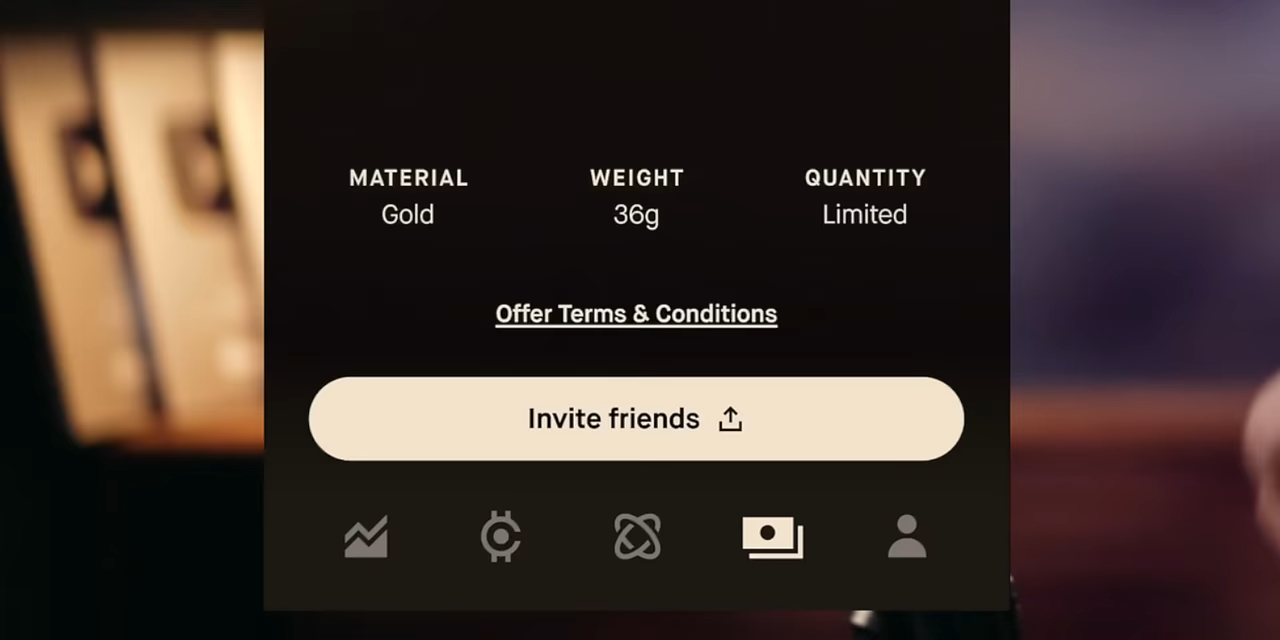 MATERIAL WEIGHT QUANTITY
Gold 36g Limited
Offer Terms & Conditions
Invite friends